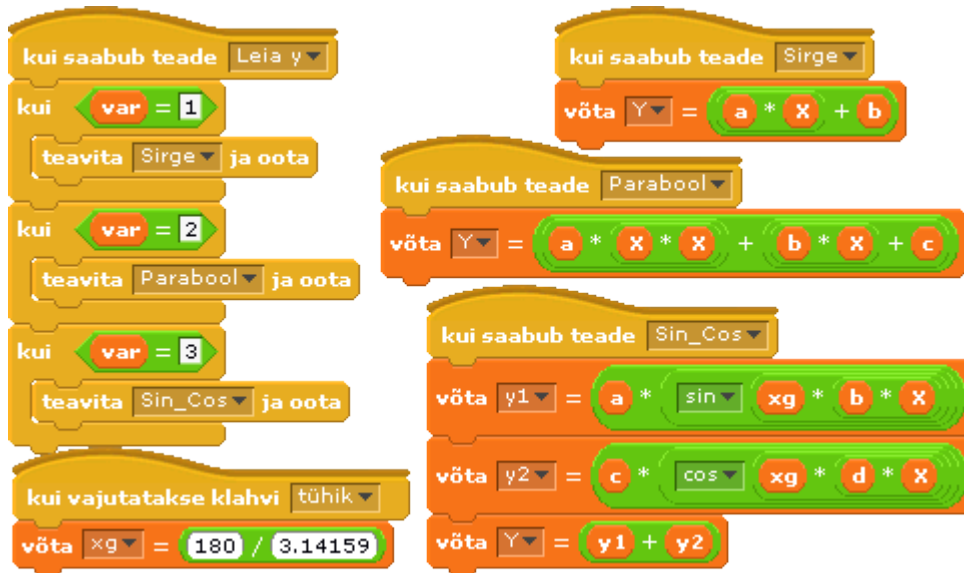 kui saabub teade Leia y
kui var = 1
teavita Sirge ja oota
kui var = 2
teavita Parabool ja oota
kui var = 3
teavita Sin_Cos ja oota
kui vajutatakse klahvi tühik
võta xg = 180 / 3.14159
kui saabub teade Sirge
võta Y = a * X + b
kui saabub teade Parabool
võta Y = a * X * X + b * X + c
kui saabub teade Sin_Cos
võta y1 = a * sin xg * b * X
võta y2 = c * cos xg * d * X
võta Y = y1 + y2